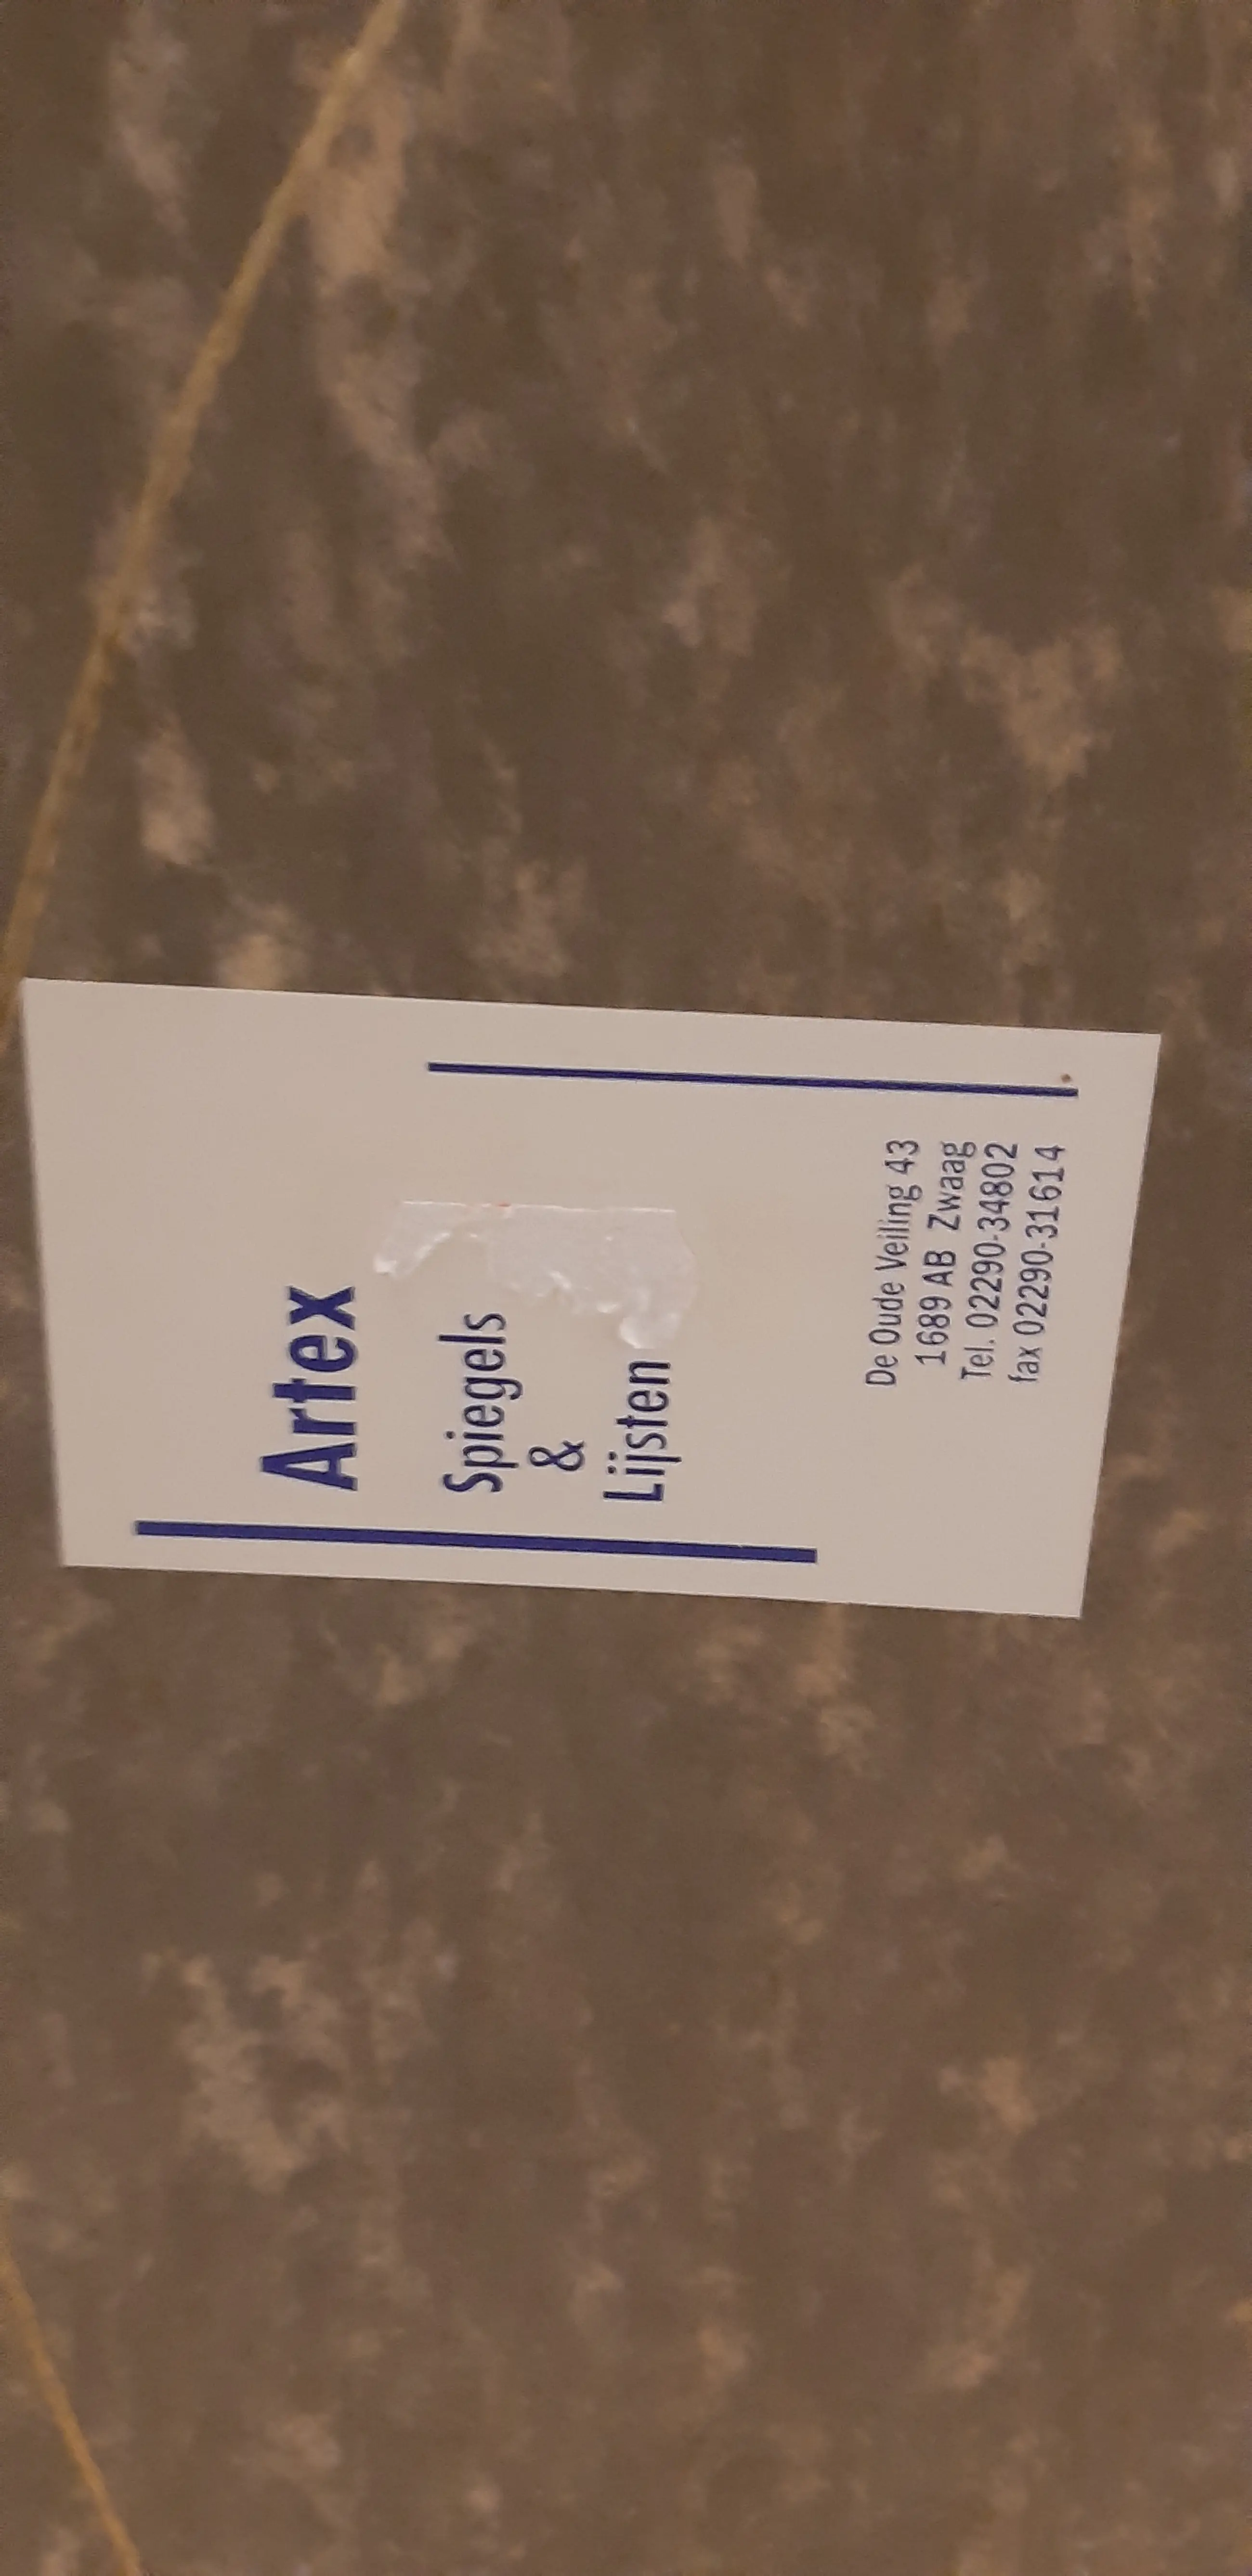 Artex
Spiegels
&
Lijsten
De Oude Veiling 43
1689 AB Zwaag
Tel. 02290-34802
fax 02290-31614